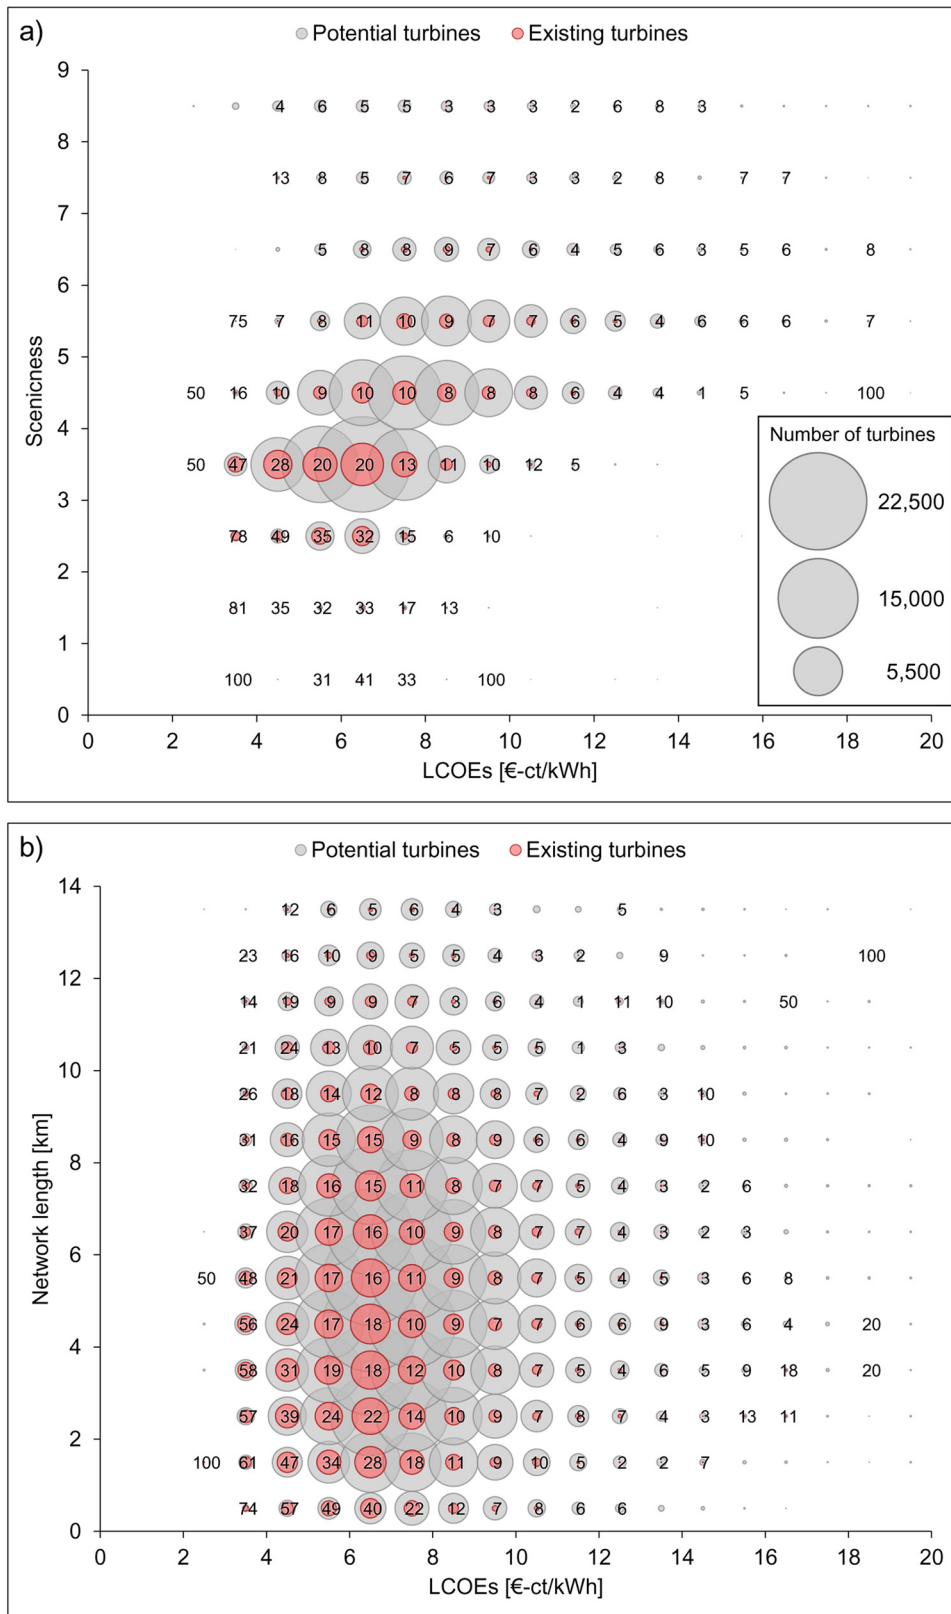 a)
Potential turbines Existing turbines
9
4 6 5 5 3 3 3 2 6 8 3
8
13 8 5 7 6 7 3 3 2 8 7 7
7
5 8 8 9 7 6 4 5 6 3 5 6 8
6
75 7 8 11 10 9 7 7 6 5 4 6 6 6 7
5
50 16 10 9 10 10 8 8 8 6 4 4 1 5 100
4
50 47 28 20 20 13 11 10 12 5
3
78 49 35 32 15 6 10
2
81 35 32 33 17 13
1
100 31 41 33 100
0
Scenicness
Number of turbines
22,500
15,000
5,500
0 2 4 6 8 10 12 14 16 18 20
LCOEs [€-ct/kWh]
b)
Potential turbines Existing turbines
14
12 6 5 6 4 3 5
23 16 10 9 5 5 4 3 2 9 100
12
14 19 9 9 7 3 6 4 1 11 10 50
21 24 13 10 7 5 5 5 1 3
10
26 18 14 12 8 8 8 7 2 6 3 10
31 16 15 15 9 8 9 6 6 4 9 10
8
32 18 16 15 11 8 7 7 5 4 3 2 6
37 20 17 16 10 9 8 7 7 4 3 2 3
6
50 48 21 17 16 11 9 8 7 5 4 5 3 6 8
56 24 17 18 10 9 7 7 6 6 9 3 6 4 20
4
58 31 19 18 12 10 8 7 5 4 6 5 9 18 20
57 39 24 22 14 10 9 7 8 7 4 3 13 11
2
100 61 47 34 28 18 11 9 10 5 2 2 7
74 57 49 40 22 12 7 8 6 6
0
Network length [km]
0 2 4 6 8 10 12 14 16 18 20
LCOEs [€-ct/kWh]